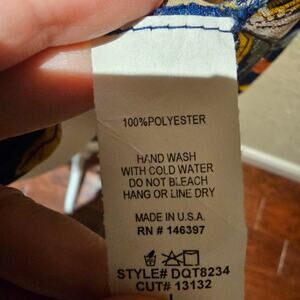 100%POLYESTER
HAND WASH
WITH COLD WATER
DO NOT BLEACH
HANG OR LINE DRY
MADE IN U.S.A.
RN # 146397
STYLE# DQT8234
CUT# 13132
L